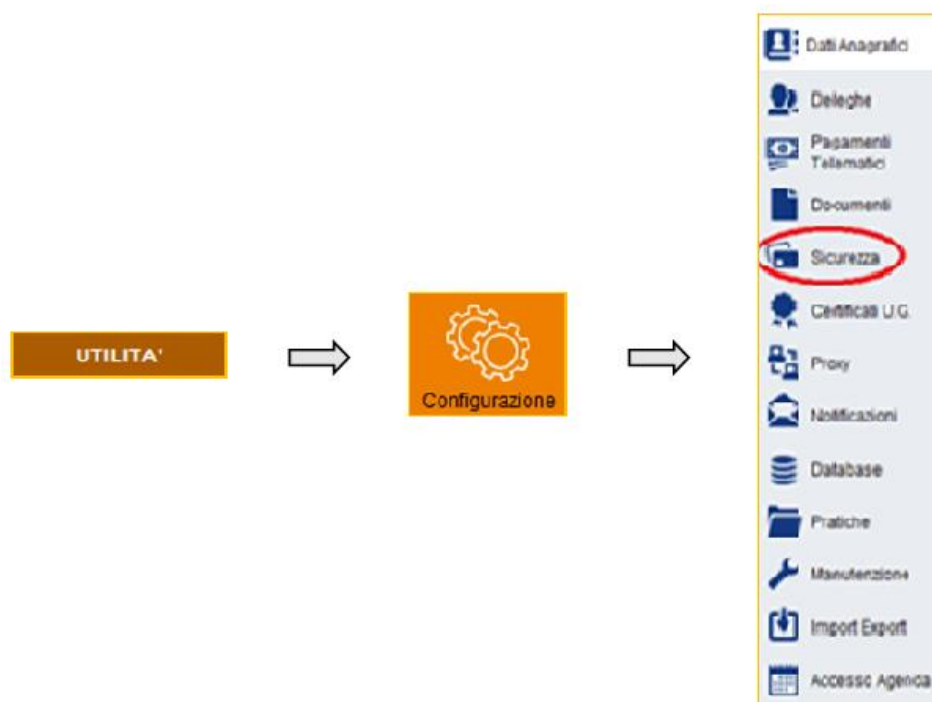 UTILITA'
Configurazione
Dati Anagrafici
Deleghe
Pagamenti
Telematici
Documenti
Sicurezza
Certificati U.G.
Proxy
Notificazioni
Database
Pratiche
Manutenzione
Import Export
Accesso Agenda